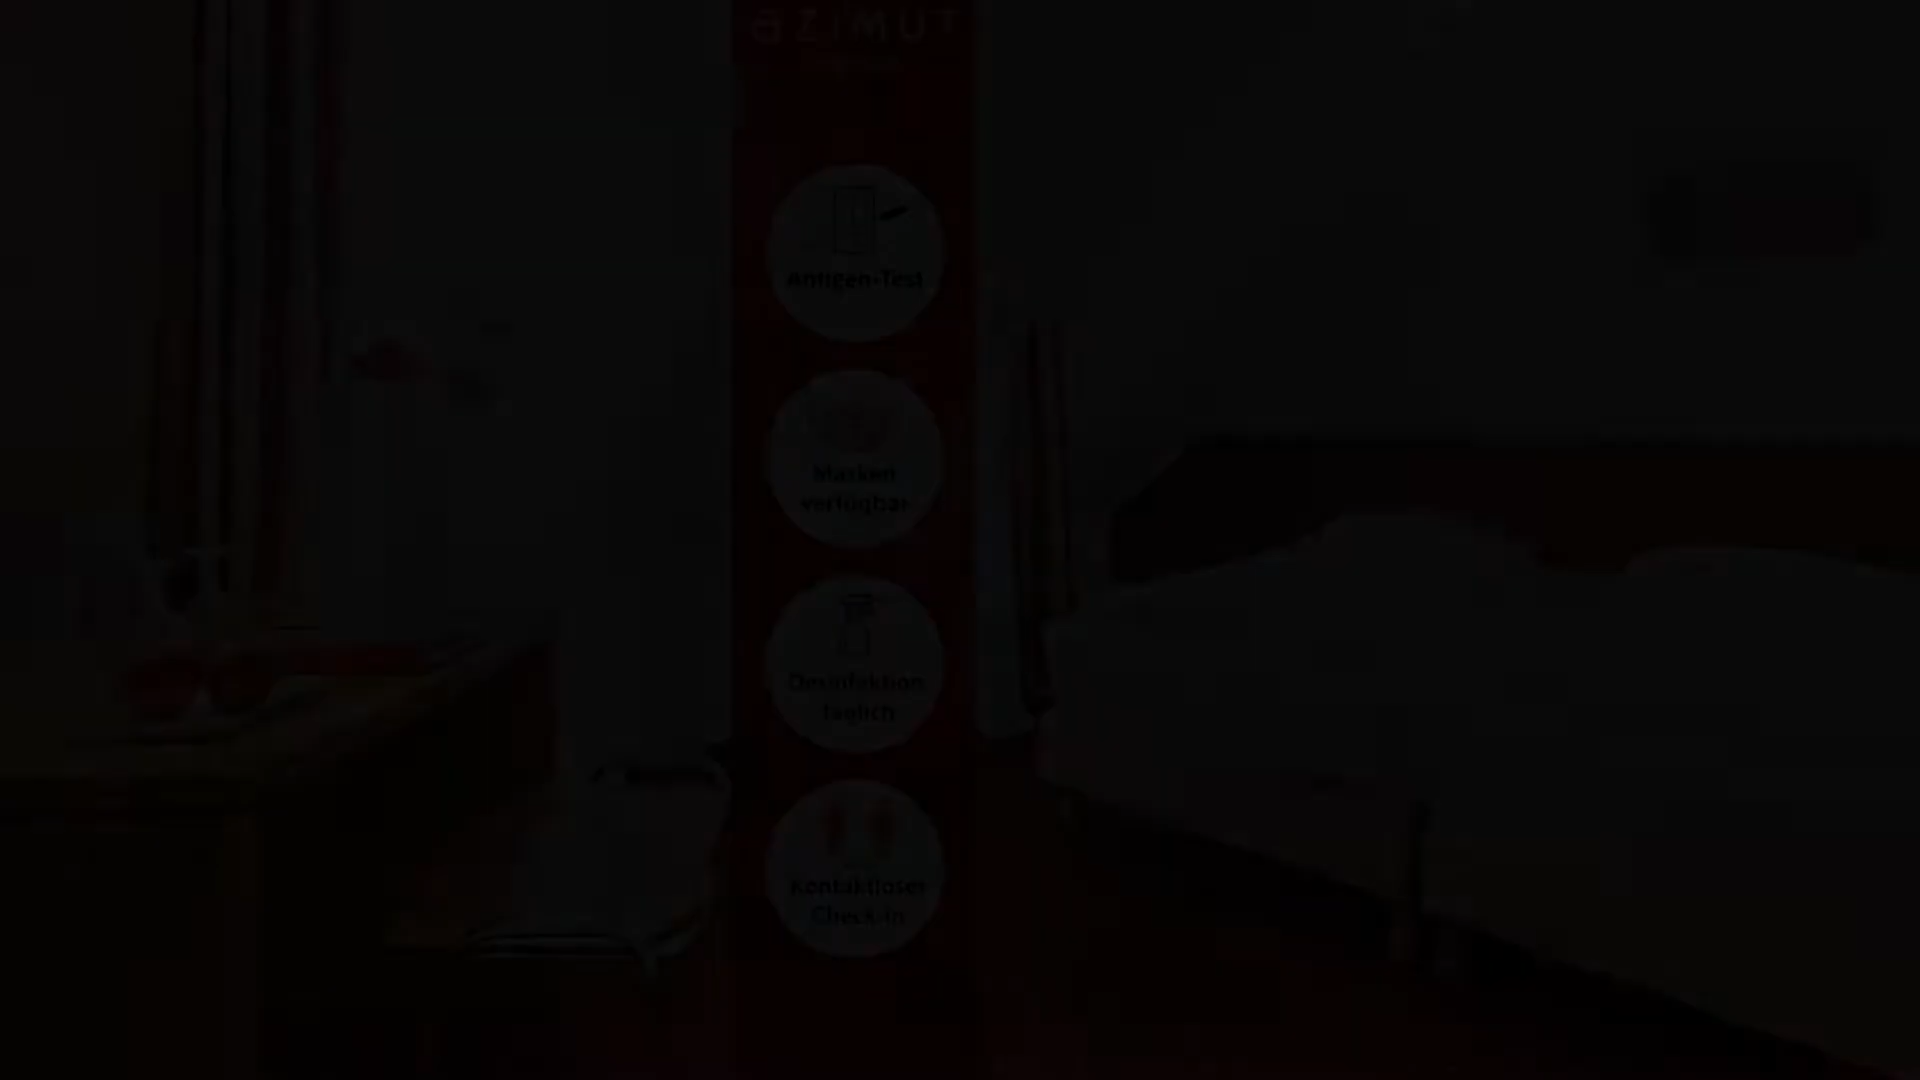 azimut
Antigen-Test
Masken
verfügbar
Desinfektion
täglich
Kontaktloser
Check-in